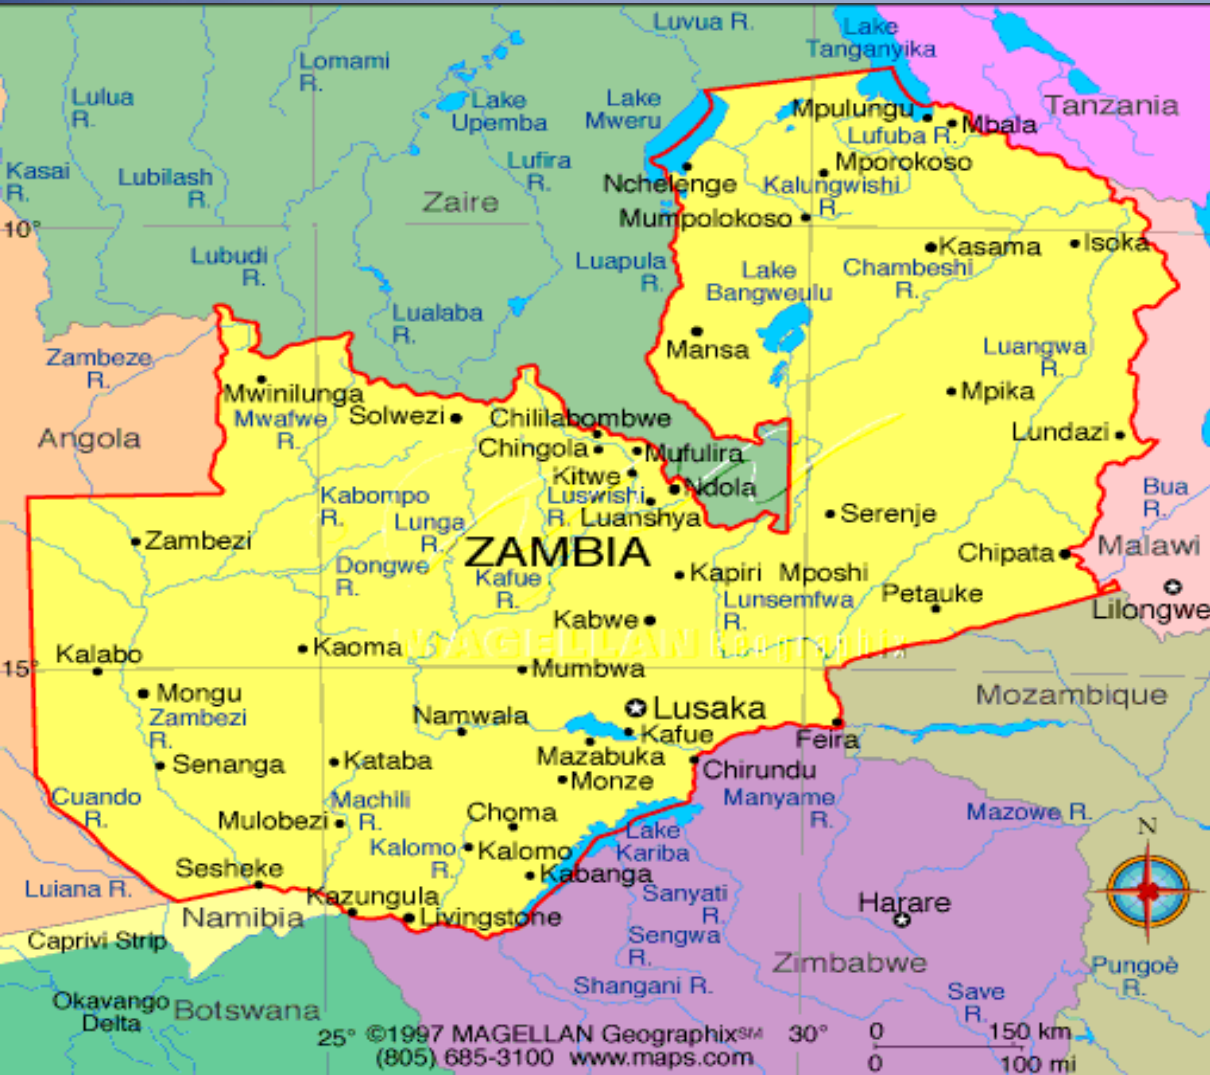 Luvua R.
Lake
Tanganyika
Lomami
R.
Lulua
R.
Lake
Upemba
Lake
Mweru
Mpulungu
Tanzania
Lufuba R.
Mbala
Kasai
R.
Lubilash
R.
Lufira
R.
Mporokoso
Nchelenge
Kalungwishi
R.
Zaire
Mumpolokoso
10°
Kasama
Isoka
Lubudi
R.
Luapula
R.
Lake
Bangweulu
Chambeshi
R.
Lualaba
R.
Mansa
Luangwa
R.
Zambeze
R.
Mwinilunga
Mwafwe
R.
Solwezi
Chililabombwe
Mpika
Angola
Chingola
Mufulira
Lundazi
Kitwe
Ndola
Kabompo
R.
Luswishi
R.
Luanshya
Lunga
R.
Serenje
Bua
R.
Zambezi
ZAMBIA
Chipata
Malawi
Dongwe
R.
Kafue
R.
Kapiri Mposhi
Lunsemfwa
R.
Petauke
Lilongwe
Kabwe
MAGELLAN Geographix
Kalabo
Kaoma
15°
Mumbwa
Mongu
Zambezi
R.
Lusaka
Mozambique
Namwala
Kafue
Feira
Senanga
Kataba
Mazabuka
Monze
Chirundu
Cuando
R.
Machili
R.
Manyame
R.
Mazowe R.
Mulobezi
Choma
N
Kalomo
R.
Kalomo
Lake
Kariba
Sesheke
Kabanga
Luiana R.
Kazungula
Sanyati
R.
Harare
Namibia
Livingstone
Caprivi Strip
Sengwa
R.
Zimbabwe
Pungoè
R.
Shangani R.
Save
R.
Okavango
Delta
Botswana
25° ©1997 MAGELLAN Geographix SM 30° 0 150 km
(805) 685-3100 www.maps.com 0 100 mi